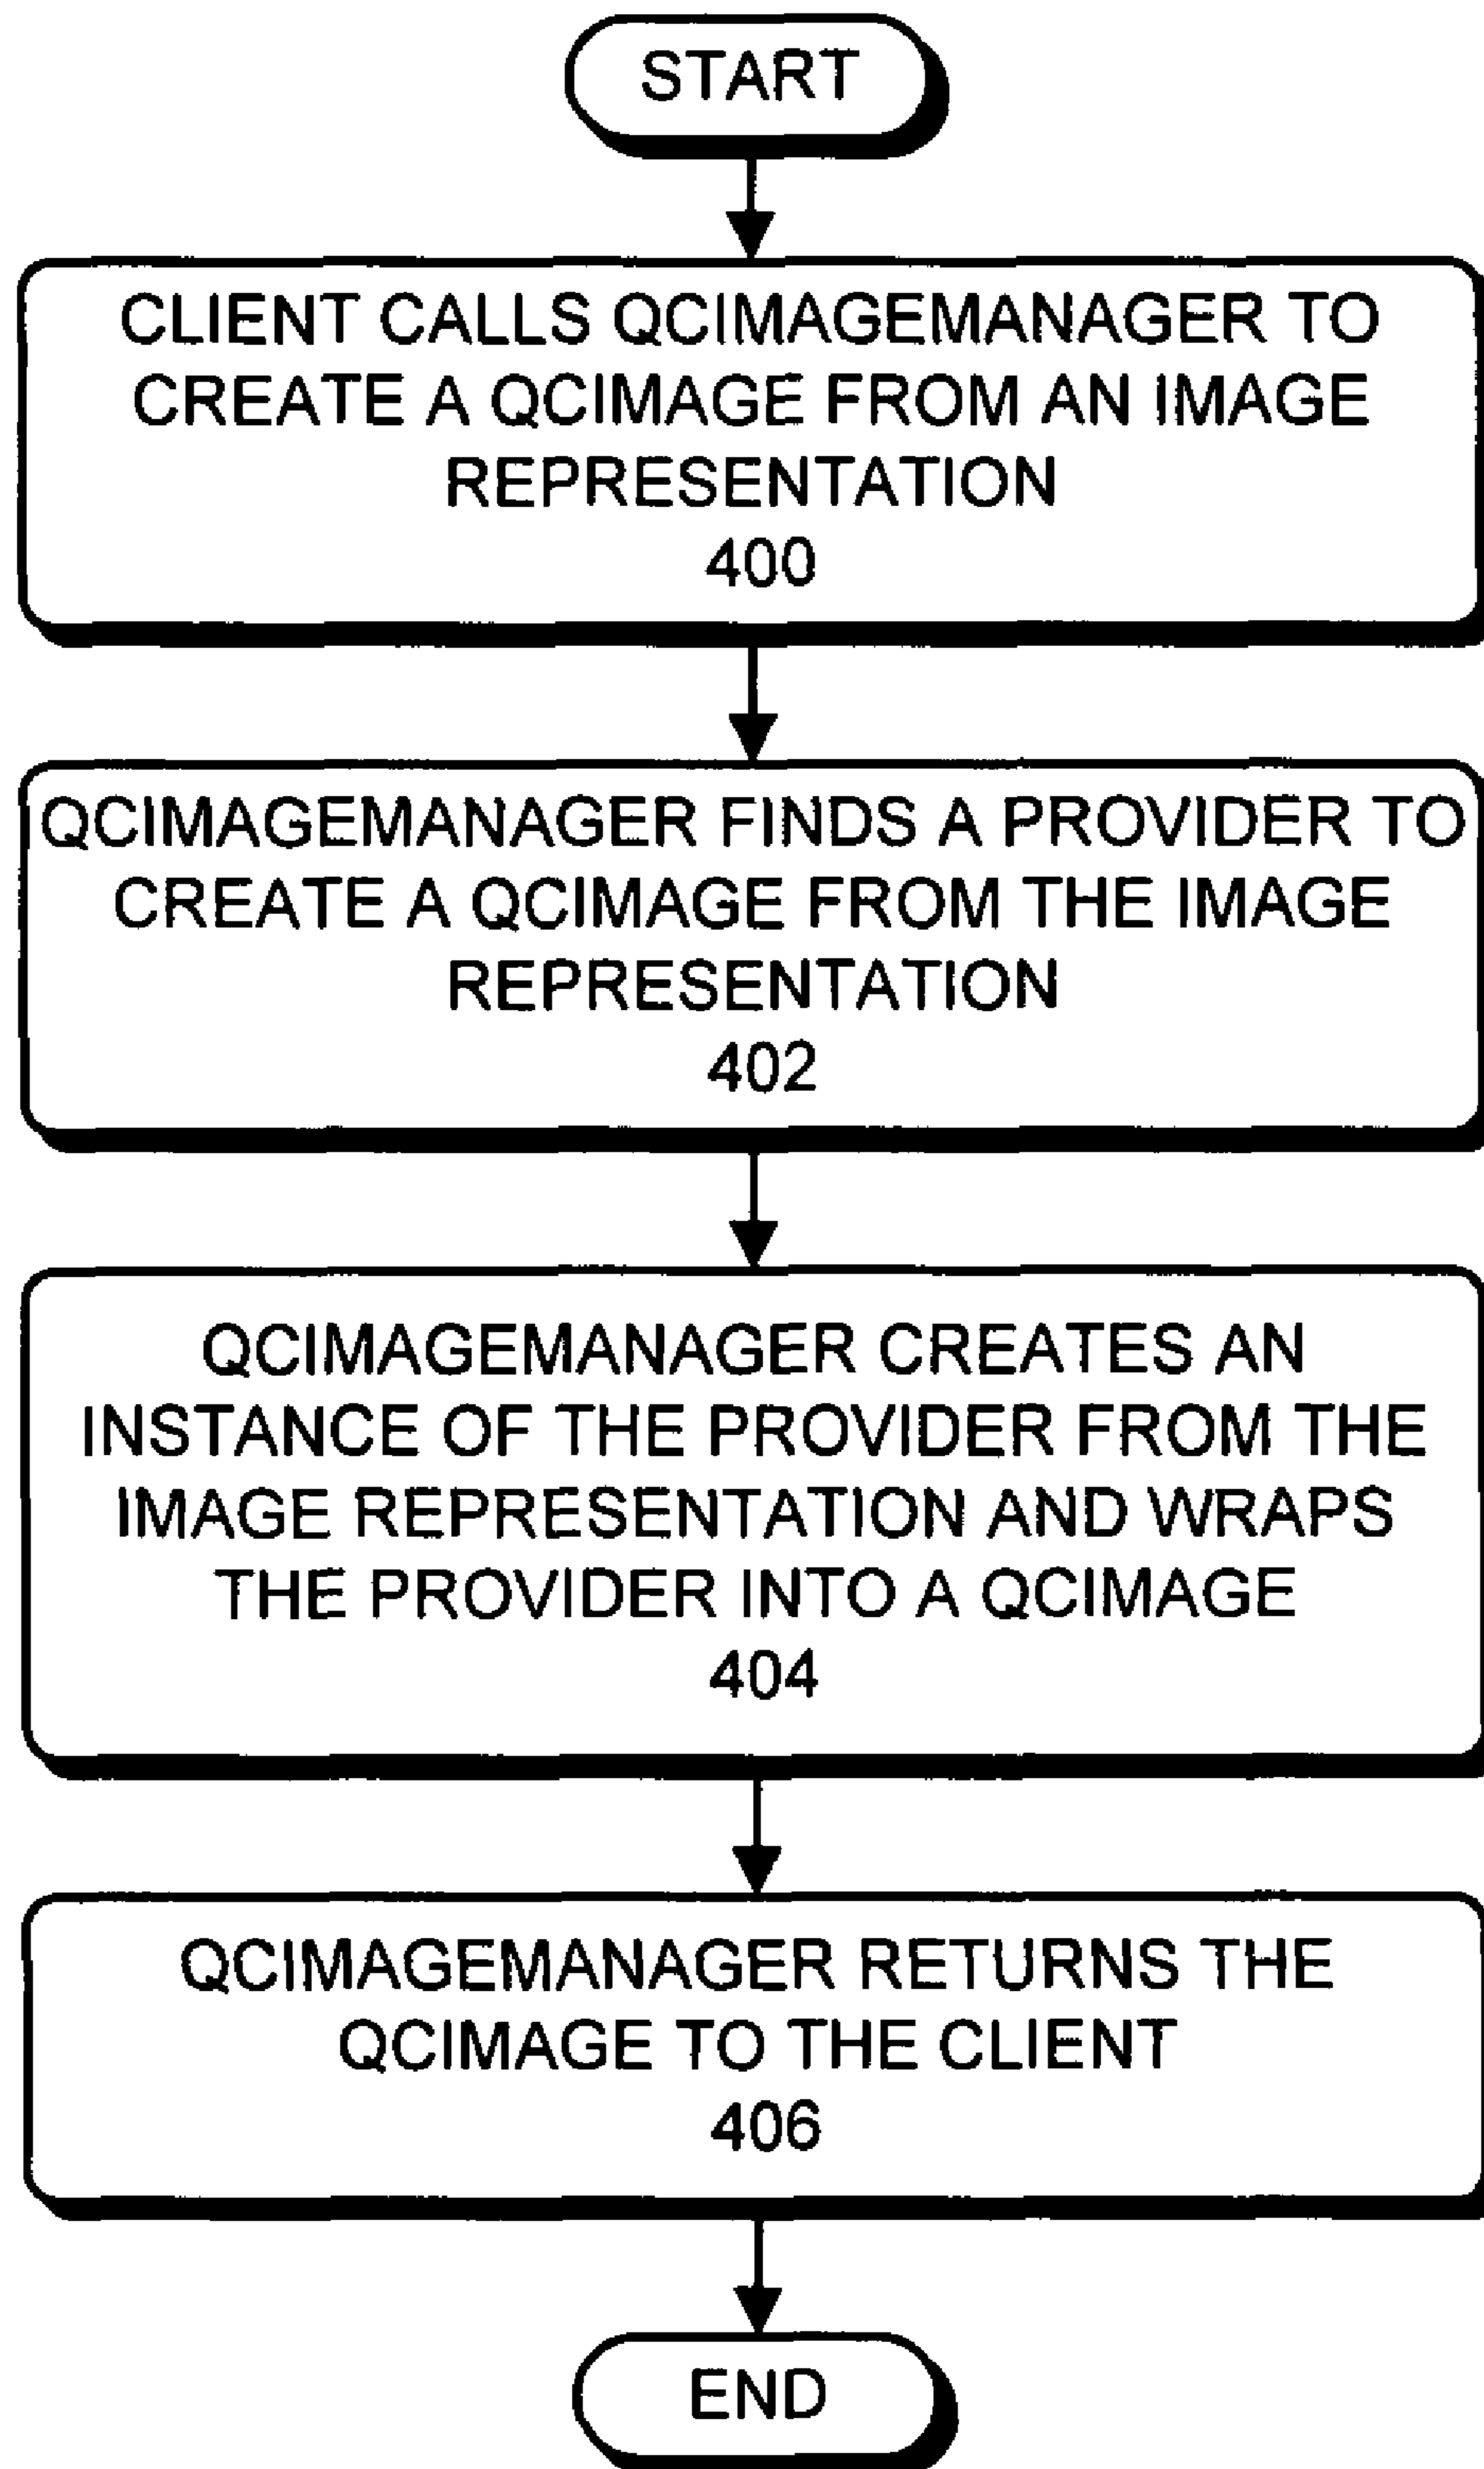 START
CLIENT CALLS QCIMAGEMANAGER TO
CREATE A QCIMAGE FROM AN IMAGE
REPRESENTATION
400
QCIMAGEMANAGER FINDS A PROVIDER TO
CREATE A QCIMAGE FROM THE IMAGE
REPRESENTATION
402
QCIMAGEMANAGER CREATES AN
INSTANCE OF THE PROVIDER FROM THE
IMAGE REPRESENTATION AND WRAPS
THE PROVIDER INTO A QCIMAGE
404
QCIMAGEMANAGER RETURNS THE
QCIMAGE TO THE CLIENT
406
END